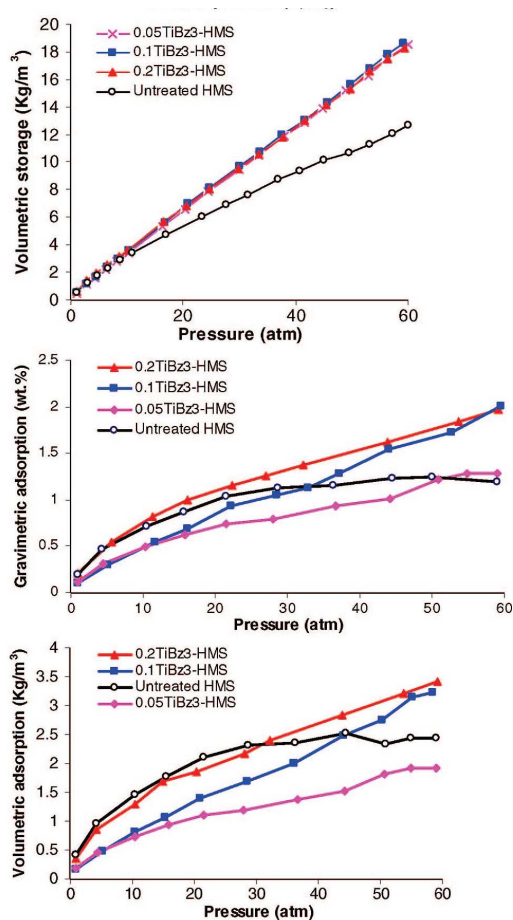 0.05TiBz3-HMS
0.1TiBz3-HMS
0.2TiBz3-HMS
Untreated HMS
Volumetric storage (Kg/m³)
20
18
16
14
12
10
8
6
4
2
0
0 20 40 60
Pressure (atm)
0.2TiBz3-HMS
0.1TiBz3-HMS
0.05TiBz3-HMS
Untreated HMS
Gravimetric adsorption (wt.%)
2.5
2
1.5
1
0.5
0
0 10 20 30 40 50 60
Pressure (atm)
0.2TiBz3-HMS
0.1TiBz3-HMS
Untreated HMS
0.05TiBz3-HMS
Volumetric adsorption (Kg/m³)
4
3.5
3
2.5
2
1.5
1
0.5
0
0 10 20 30 40 50 60
Pressure (atm)